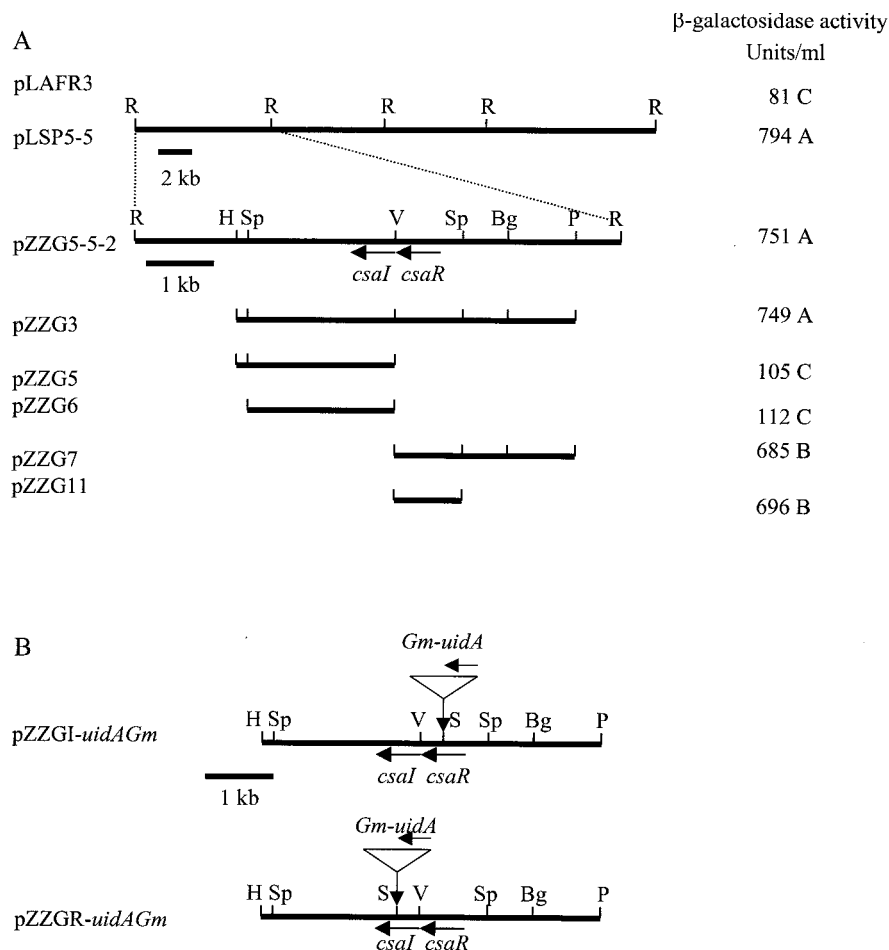 β-galactosidase activity
Units/ml
A
pLAFR3
81 C
R R R R R
pLSP5-5
794 A
2 kb
R H Sp V Sp Bg P R
pZZG5-5-2
751 A
csaI csaR
1 kb
pZZG3
749 A
pZZG5
105 C
pZZG6
112 C
pZZG7
685 B
pZZG11
696 B
B
Gm-uidA
H Sp V S Sp Bg P
pZZGI-uidAGm
csaI csaR
1 kb
Gm-uidA
H Sp S V Sp Bg P
pZZGR-uidAGm
csaI csaR